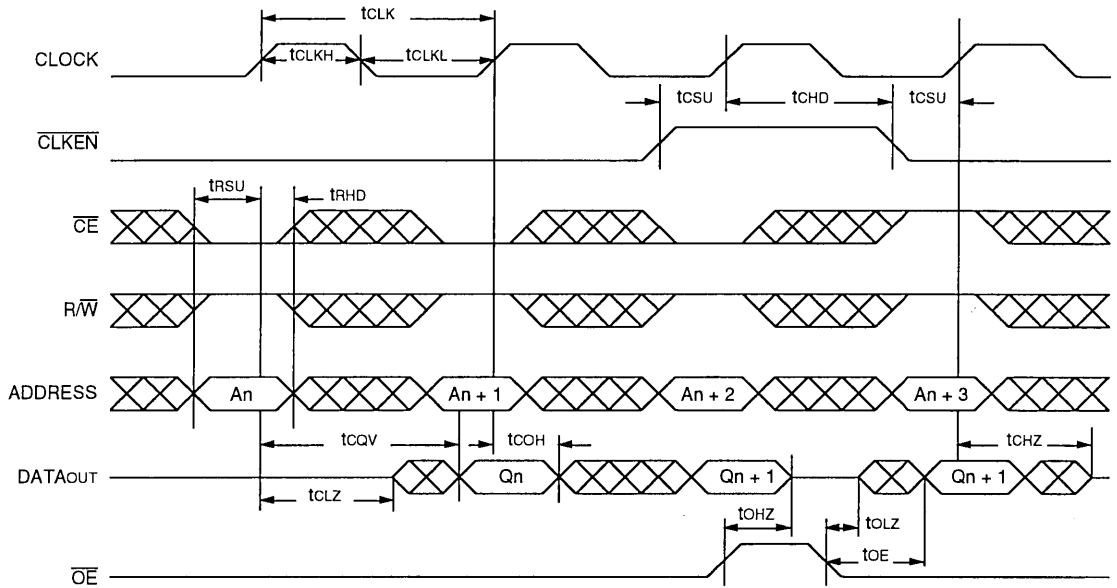 tCLK
CLOCK
tCLKH tCLKL
tCSU tCHD tCSU
CLKEN
tRSU tRHD
CE
R/W
ADDRESS An An + 1 An + 2 An + 3
tCQV tCOH tCHZ
DATAOUT Qn Qn + 1 Qn + 1
tCLZ
tOHZ tOLZ
tOE
OE